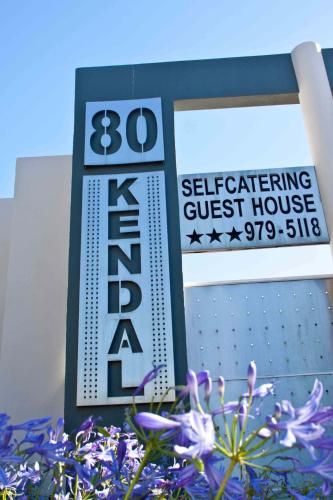 80
KENDAL
SELFCATERING
GUEST HOUSE
★★★979-5118